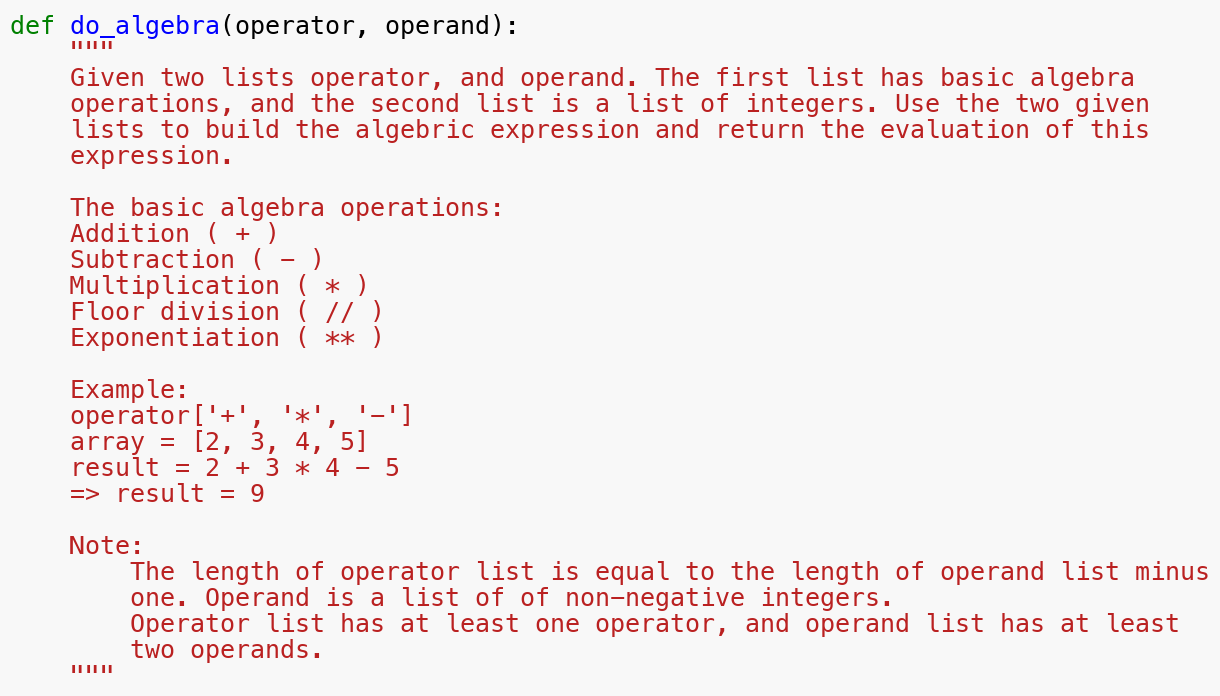 def do_algebra(operator, operand):
    """
    Given two lists operator, and operand. The first list has basic algebra
    operations, and the second list is a list of integers. Use the two given
    lists to build the algebric expression and return the evaluation of this
    expression.

    The basic algebra operations:
    Addition ( + )
    Subtraction ( - )
    Multiplication ( * )
    Floor division ( // )
    Exponentiation ( ** )

    Example:
    operator['+', '*', '-']
    array = [2, 3, 4, 5]
    result = 2 + 3 * 4 - 5
    => result = 9

    Note:
        The length of operator list is equal to the length of operand list minus
        one. Operand is a list of of non-negative integers.
        Operator list has at least one operator, and operand list has at least
        two operands.
    """